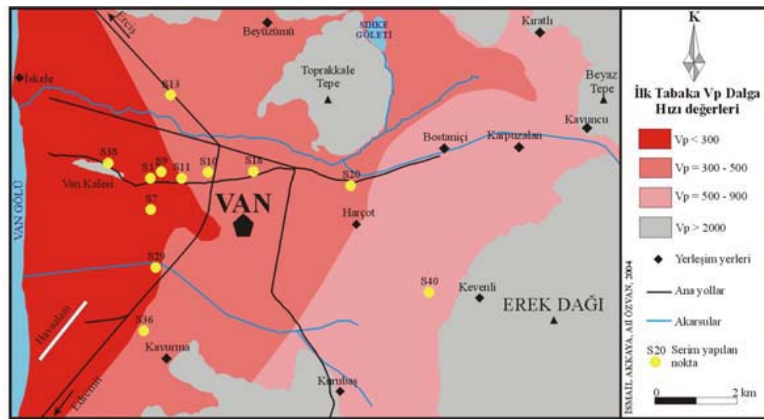 Erciş
Beyüzümü
SIHKE
GÖLETİ
Kıratlı
İskele
S13
Toprakkale
Tepe
Beyaz
Tepe
Kavuncu
Bostaniçi
Karpuzalan
S38
S9
S11
S10
S18
S20
Van Kalesi
S7
VAN
Harçot
VAN GÖLÜ
S29
S40
Kevenli
EREK DAĞI
Havaalanı
S36
Kavurma
Kurubaş
Edremit
K
İlk Tabaka Vp Dalga
Hızı değerleri
Vp < 300
Vp = 300 - 500
Vp = 500 - 900
Vp > 2000
Yerleşim yerleri
Ana yollar
Akarsular
S20
Serim yapılan
nokta
0 2 km
İSMAİL AKKAYA, Alİ ÖZVAN, 2004